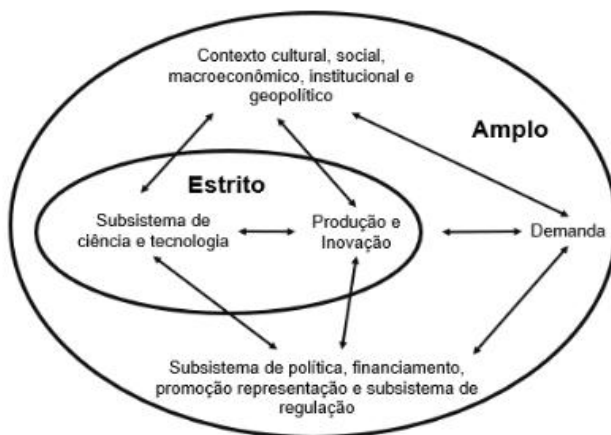 Contexto cultural, social,
macroeconômico, institucional e
geopolítico
Amplo
Estrito
Subsistema de
ciência e tecnologia
Produção e
Inovação
Demanda
Subsistema de política, financiamento,
promoção representação e subsistema de
regulação